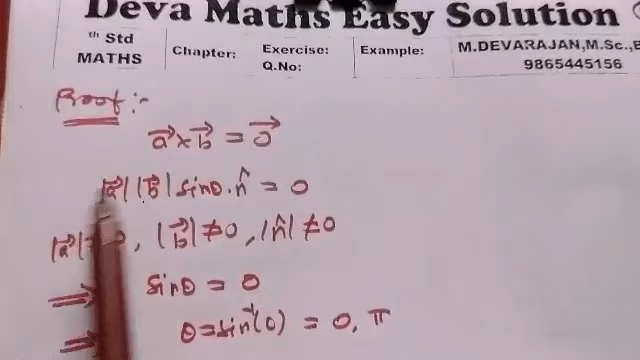 Deva Maths Easy Solution
th Std
MATHS
Chapter:
Exercise:
Q.No:
Example:
M.DEVARAJAN,M.Sc.,
9865445156
Proof:-
a⃗ × b⃗ = 0⃗
|a⃗| |b⃗| sinθ . n̂ = 0
, |b⃗| ≠ 0 , |n̂| ≠ 0
⇒ sinθ = 0
⇒ θ = sin⁻¹(0) = 0, π